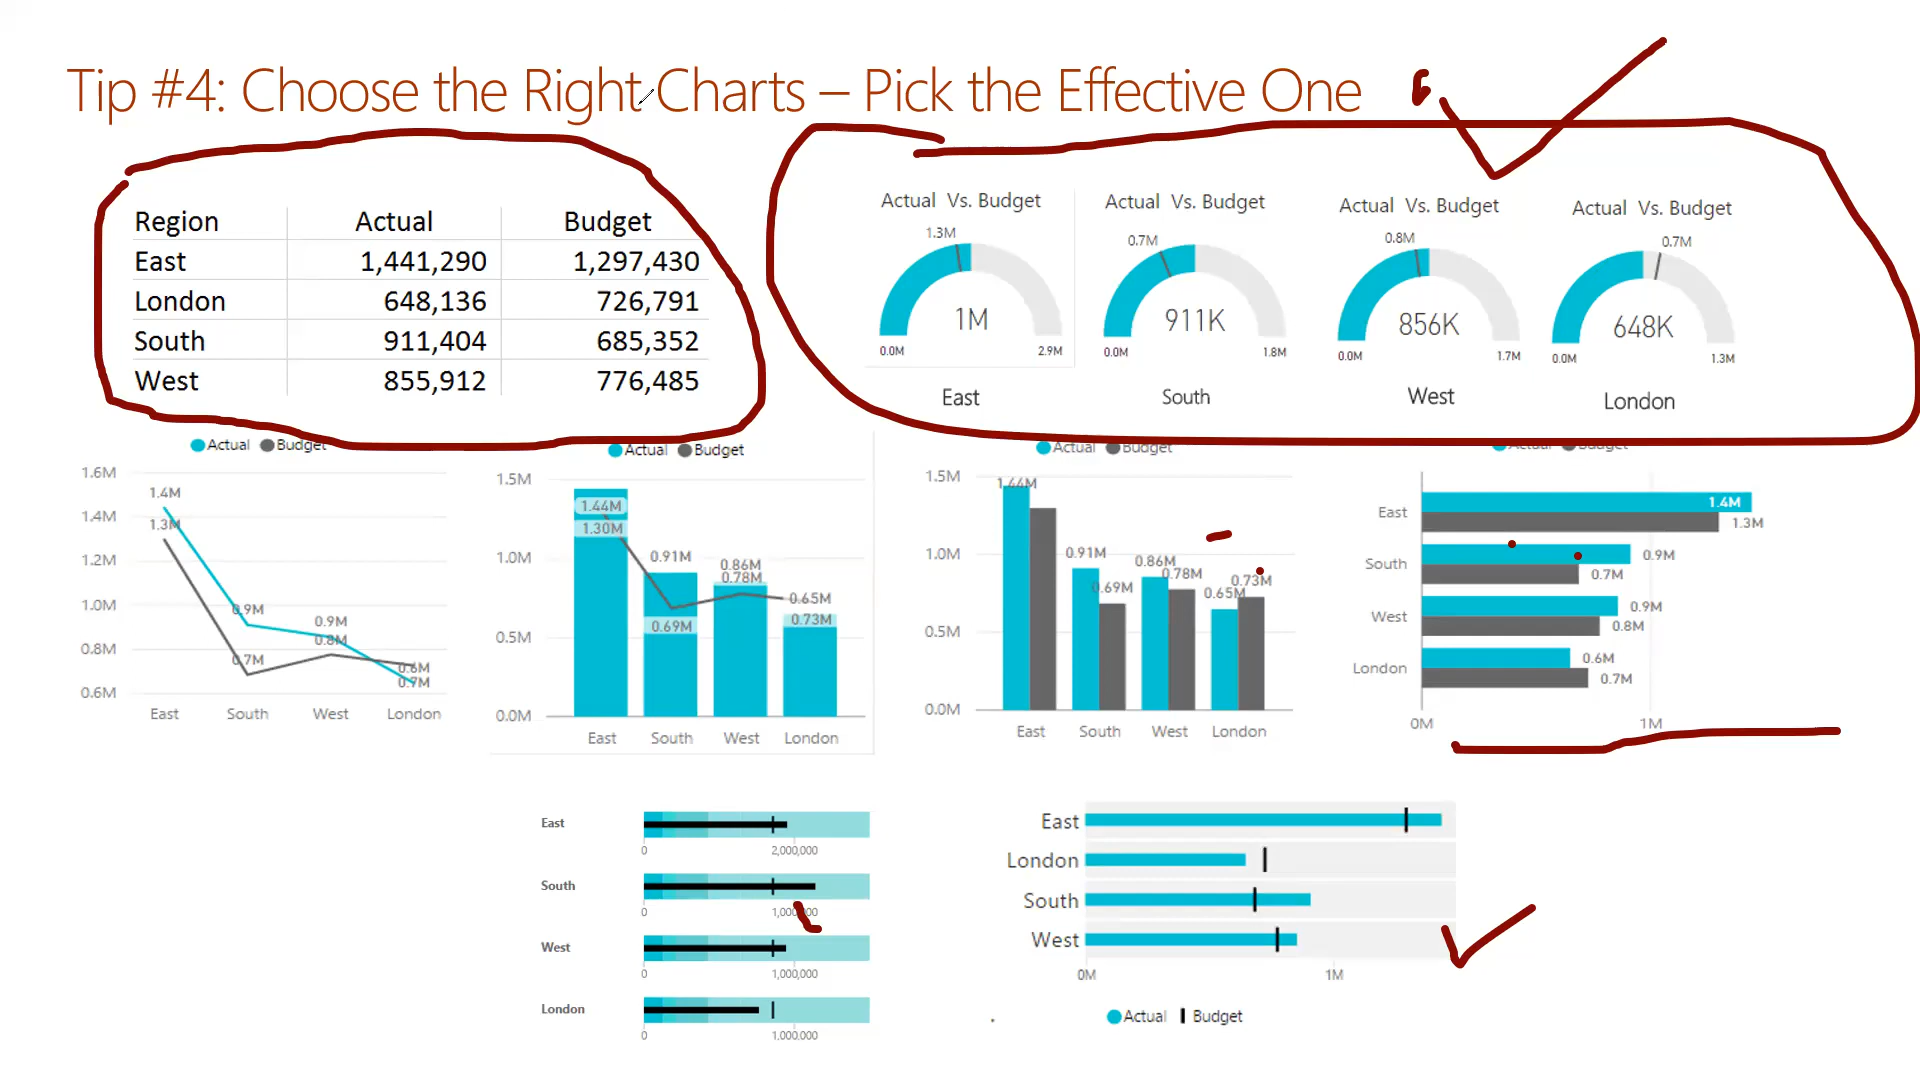 Tip #4: Choose the Right Charts – Pick the Effective One
Region Actual Budget
East 1,441,290 1,297,430
London 648,136 726,791
South 911,404 685,352
West 855,912 776,485
Actual Vs. Budget
1.3M
1M
0.0M 2.9M
East
Actual Vs. Budget
0.7M
911K
0.0M 1.8M
South
Actual Vs. Budget
0.8M
856K
0.0M 1.7M
West
Actual Vs. Budget
0.7M
648K
0.0M 1.3M
London
Actual Budget
1.6M
1.4M
1.2M
1.0M
0.8M
0.6M
1.4M
1.3M
0.9M
0.7M
0.9M
0.8M
0.6M
0.7M
East South West London
Actual Budget
1.5M
1.0M
0.5M
0.0M
1.44M
1.30M
0.91M
0.69M
0.86M
0.78M
0.65M
0.73M
East South West London
Actual Budget
1.5M
1.0M
0.5M
0.0M
1.44M
0.91M
0.69M
0.86M
0.78M
0.65M
0.73M
East South West London
Actual Budget
East 1.4M
1.3M
South 0.9M
0.7M
West 0.9M
0.8M
London 0.6M
0.7M
0M 1M
East
0 2,000,000
South
0 1,000,000
West
0 1,000,000
London
0 1,000,000
East
London
South
West
0M 1M
Actual Budget